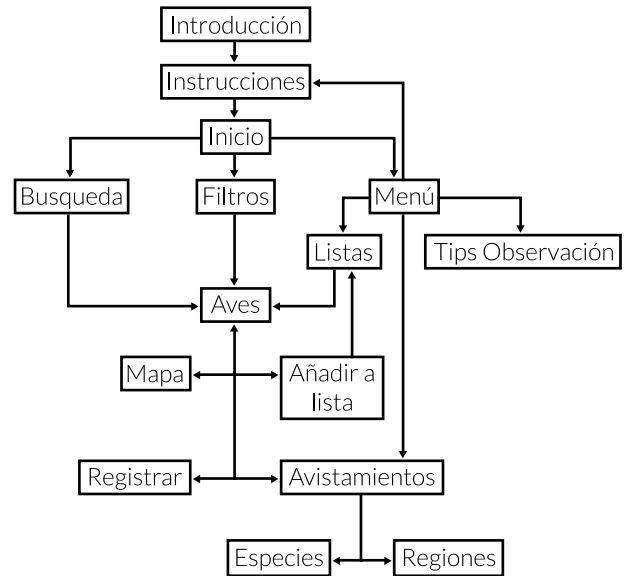 Introducción
Instrucciones
Inicio
Busqueda
Filtros
Menú
Listas
Tips Observación
Aves
Mapa
Añadir a
lista
Registrar
Avistamientos
Especies
Regiones